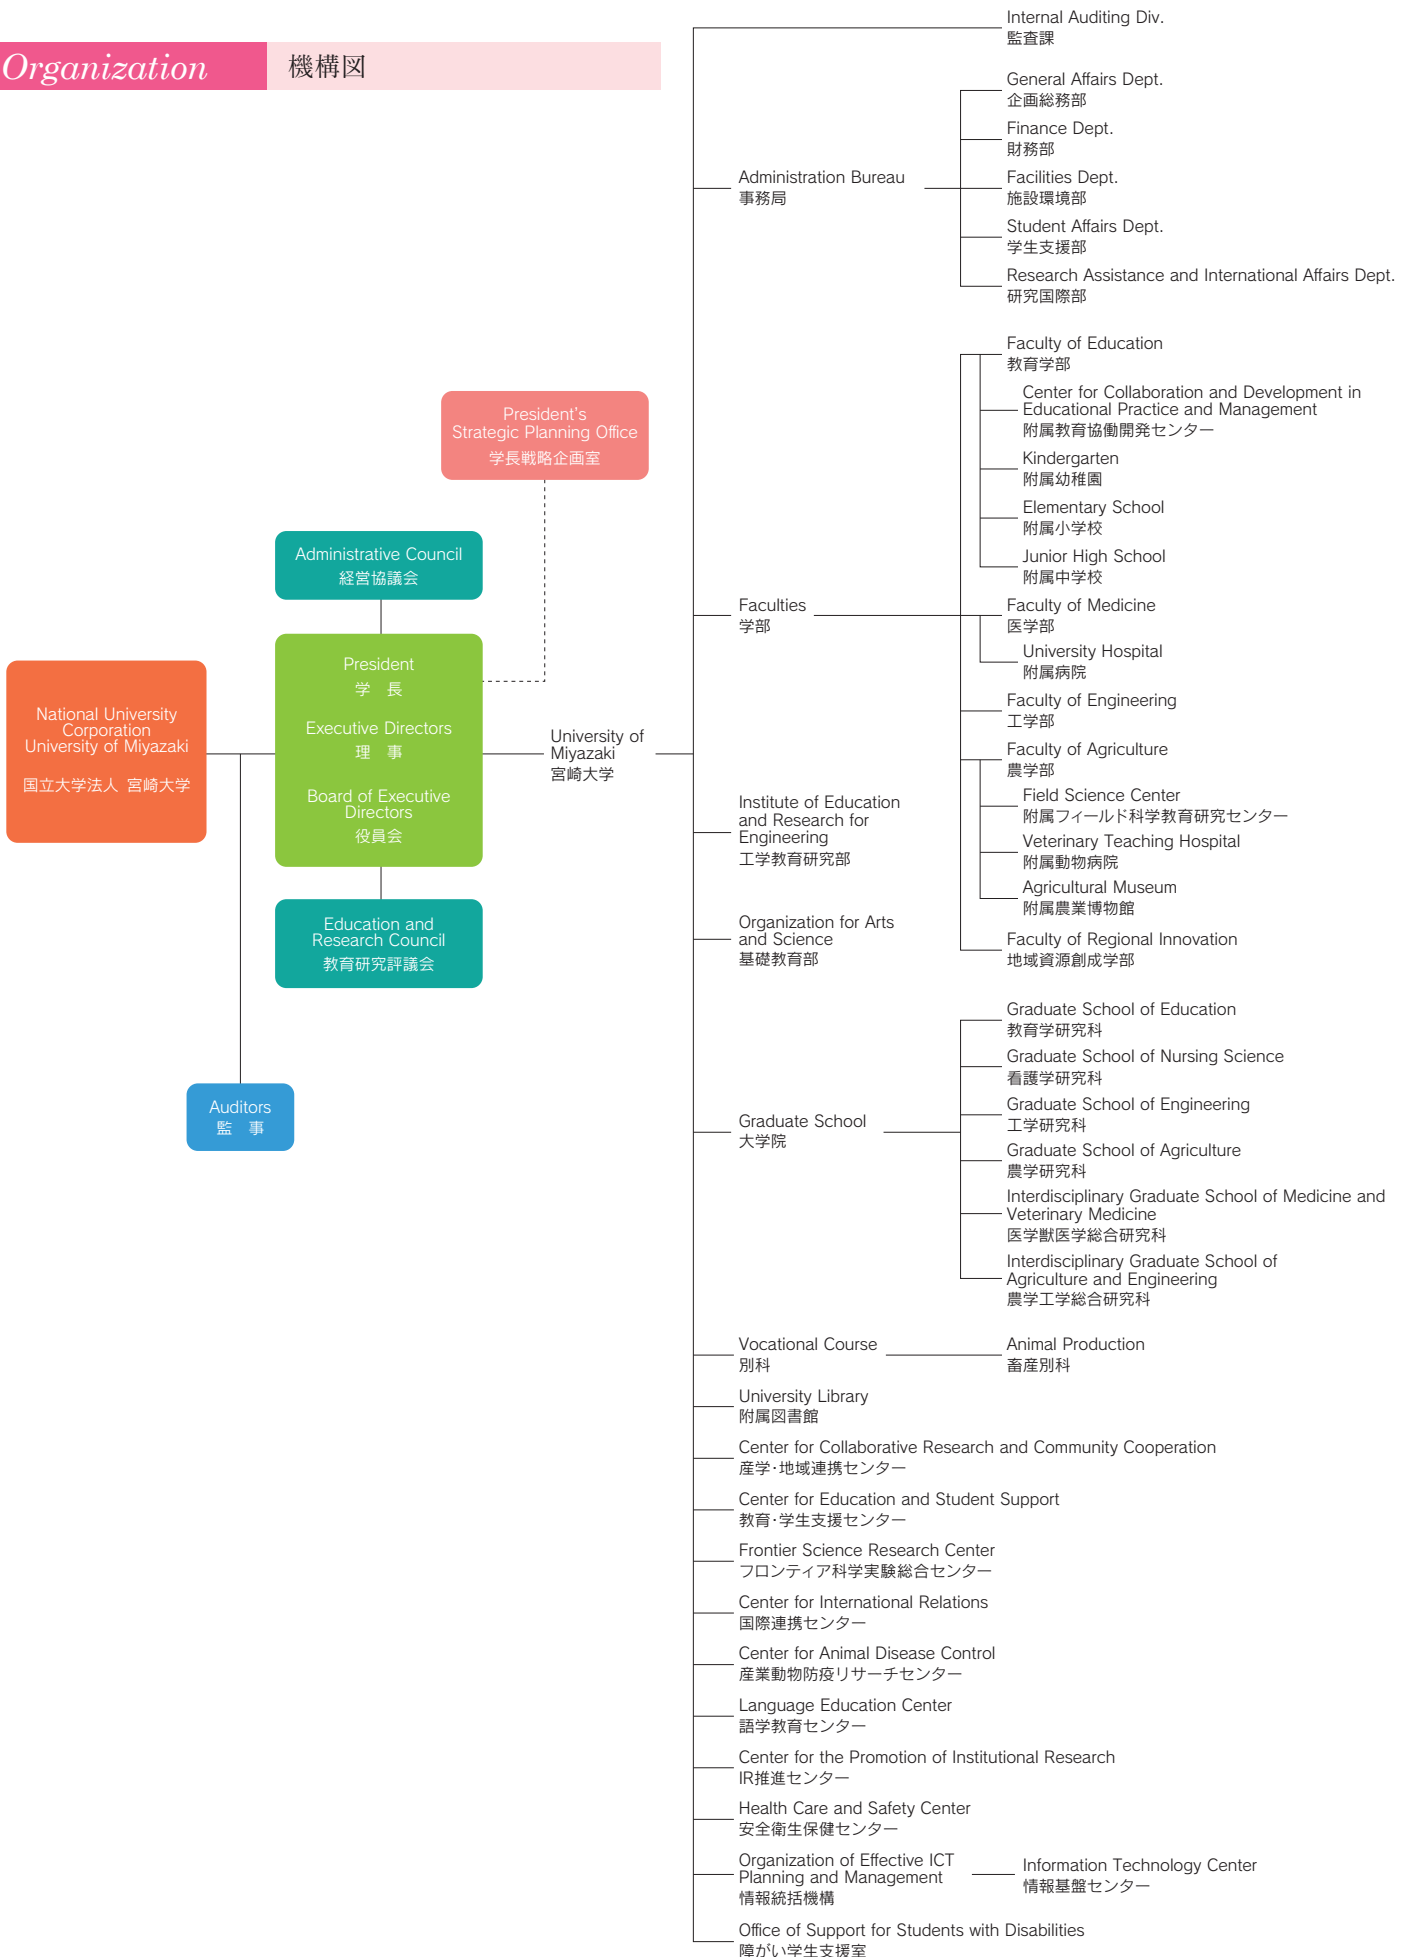 Organization
機構図
President's
Strategic Planning Office
学長戦略企画室
Administrative Council
経営協議会
National University
Corporation
University of Miyazaki
国立大学法人 宮崎大学
President
学　長
Executive Directors
理　事
Board of Executive
Directors
役員会
Education and
Research Council
教育研究評議会
Auditors
監　事
University of
Miyazaki
宮崎大学
Internal Auditing Div.
監査課
Administration Bureau
事務局
General Affairs Dept.
企画総務部
Finance Dept.
財務部
Facilities Dept.
施設環境部
Student Affairs Dept.
学生支援部
Research Assistance and International Affairs Dept.
研究国際部
Faculties
学部
Faculty of Education
教育学部
Center for Collaboration and Development in
Educational Practice and Management
附属教育協働開発センター
Kindergarten
附属幼稚園
Elementary School
附属小学校
Junior High School
附属中学校
Faculty of Medicine
医学部
University Hospital
附属病院
Faculty of Engineering
工学部
Faculty of Agriculture
農学部
Field Science Center
附属フィールド科学教育研究センター
Veterinary Teaching Hospital
附属動物病院
Agricultural Museum
附属農業博物館
Faculty of Regional Innovation
地域資源創成学部
Institute of Education
and Research for
Engineering
工学教育研究部
Organization for Arts
and Science
基礎教育部
Graduate School
大学院
Graduate School of Education
教育学研究科
Graduate School of Nursing Science
看護学研究科
Graduate School of Engineering
工学研究科
Graduate School of Agriculture
農学研究科
Interdisciplinary Graduate School of Medicine and
Veterinary Medicine
医学獣医学総合研究科
Interdisciplinary Graduate School of
Agriculture and Engineering
農学工学総合研究科
Vocational Course
別科
Animal Production
畜産別科
University Library
附属図書館
Center for Collaborative Research and Community Cooperation
産学･地域連携センター
Center for Education and Student Support
教育･学生支援センター
Frontier Science Research Center
フロンティア科学実験総合センター
Center for International Relations
国際連携センター
Center for Animal Disease Control
産業動物防疫リサーチセンター
Language Education Center
語学教育センター
Center for the Promotion of Institutional Research
IR推進センター
Health Care and Safety Center
安全衛生保健センター
Organization of Effective ICT
Planning and Management
情報統括機構
Information Technology Center
情報基盤センター
Office of Support for Students with Disabilities
障がい学生支援室